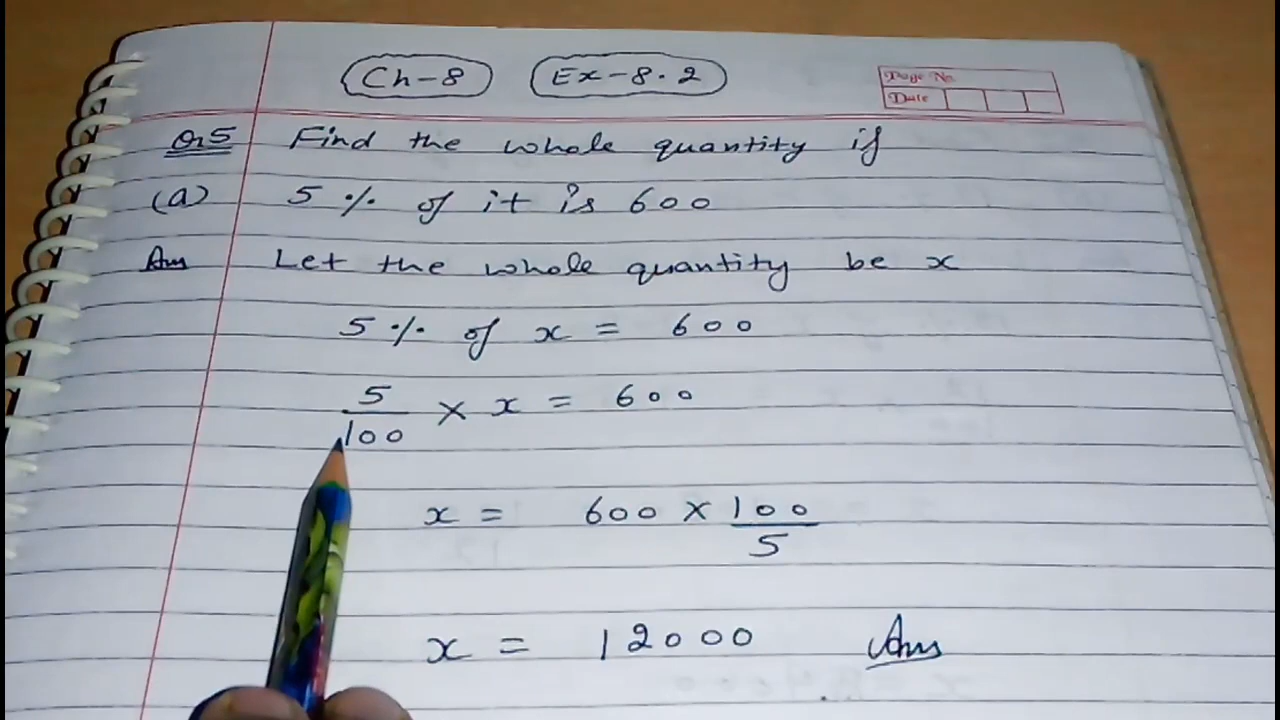 Ch-8 Ex-8.2
Page No.
Date
Qn5 Find the whole quantity if
(a) 5 % of it is 600
Ans Let the whole quantity be x
5 % of x = 600
5/100 × x = 600
x = 600 × 100/5
x = 12000 Ans